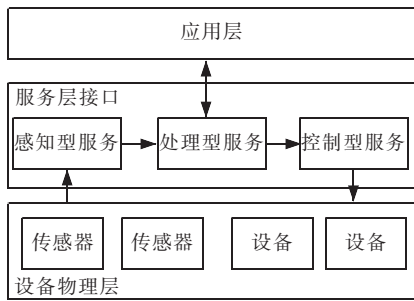 应用层
服务层接口
感知型服务 处理型服务 控制型服务
传感器 传感器 设备 设备
设备物理层